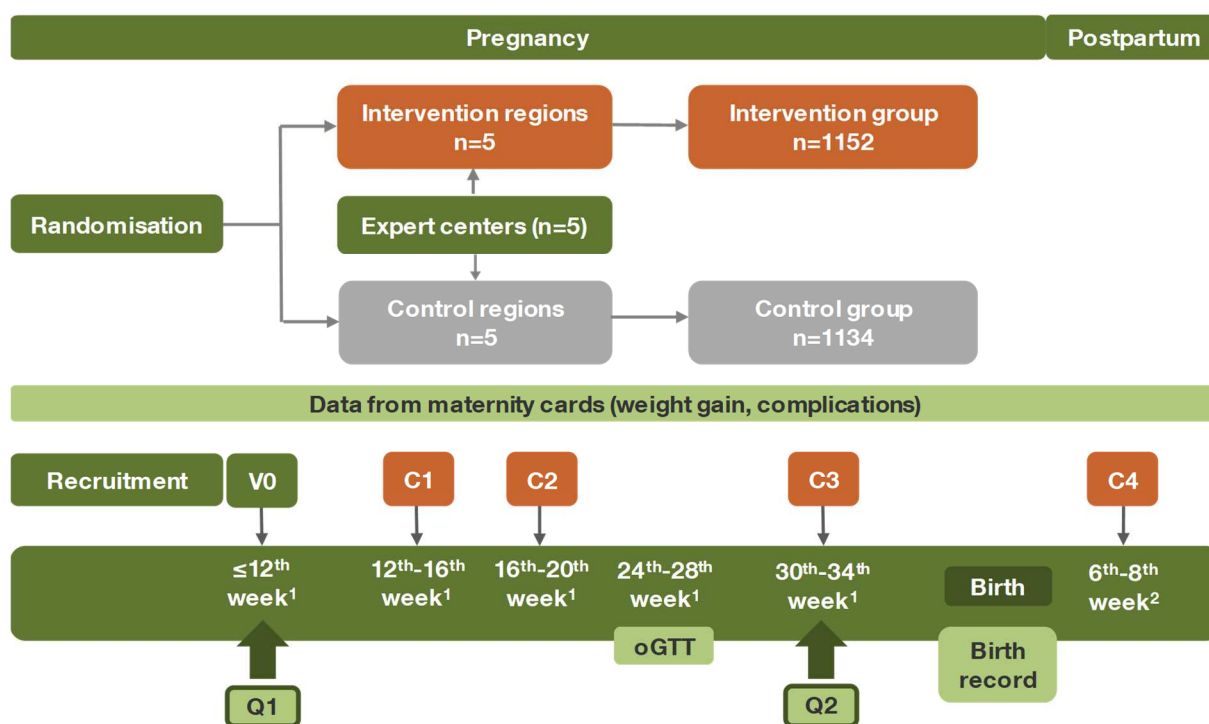 Pregnancy
Postpartum
Intervention regions
n=5
Intervention group
n=1152
Randomisation
Expert centers (n=5)
Control regions
n=5
Control group
n=1134
Data from maternity cards (weight gain, complications)
Recruitment
V0
C1
C2
C3
C4
≤12ᵗʰ
week¹
12ᵗʰ-16ᵗʰ
week¹
16ᵗʰ-20ᵗʰ
week¹
24ᵗʰ-28ᵗʰ
week¹
30ᵗʰ-34ᵗʰ
week¹
Birth
6ᵗʰ-8ᵗʰ
week²
oGTT
Birth
record
Q1
Q2